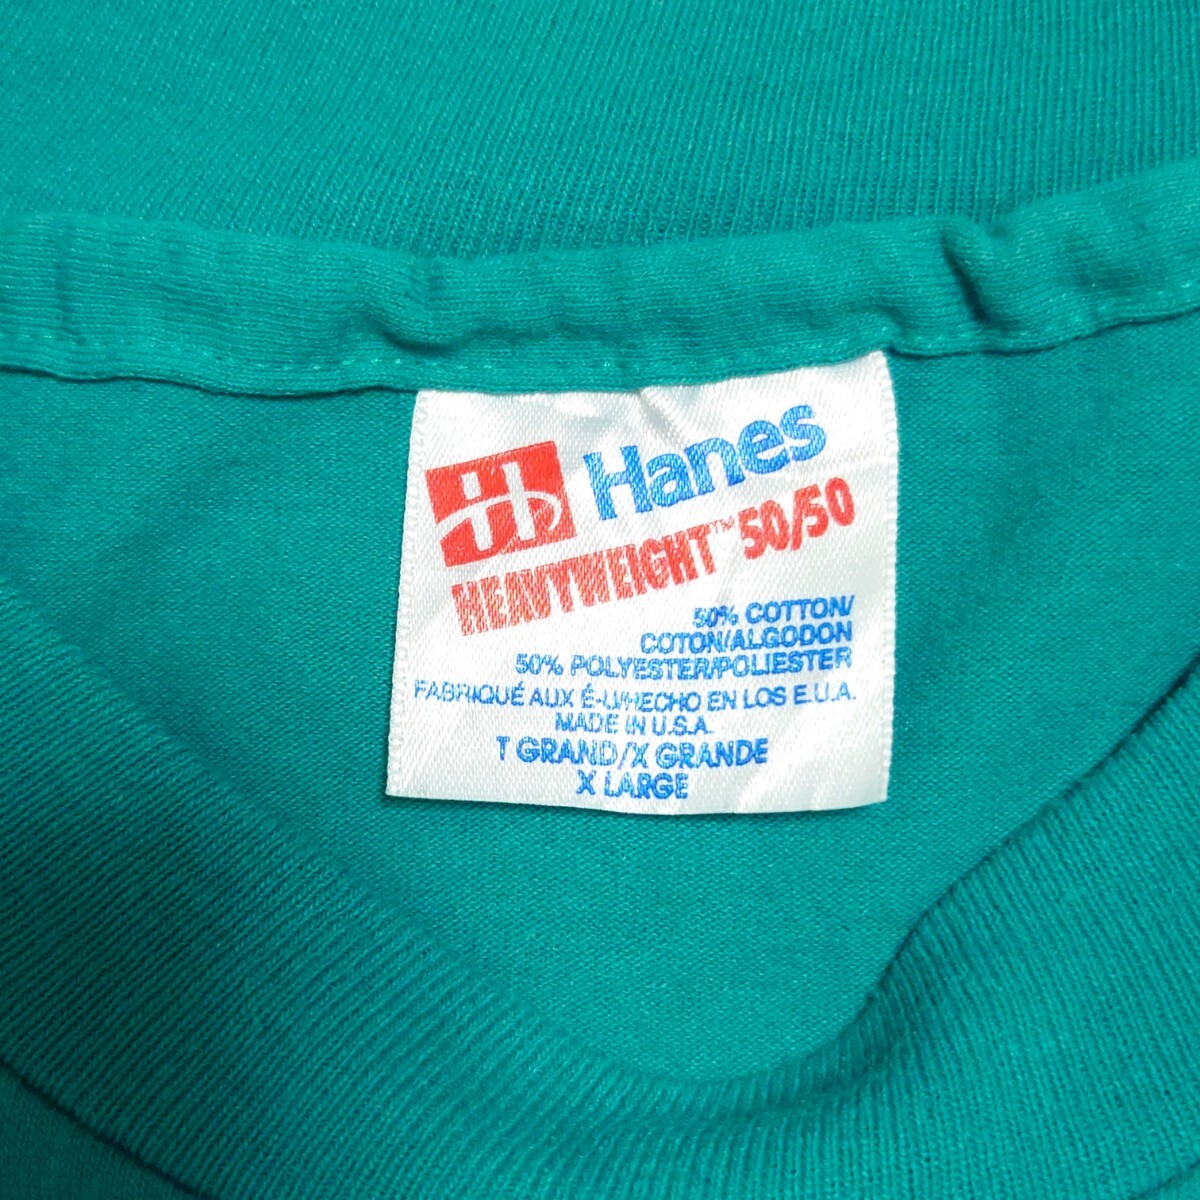 H Hanes
HEAVYWEIGHT™ 50/50
50% COTTON/
COTON/ALGODON
50% POLYESTER/POLIESTER
FABRIQUÉ AUX É-U/HECHO EN LOS E.U.A.
MADE IN U.S.A.
T GRAND/X GRANDE
X LARGE